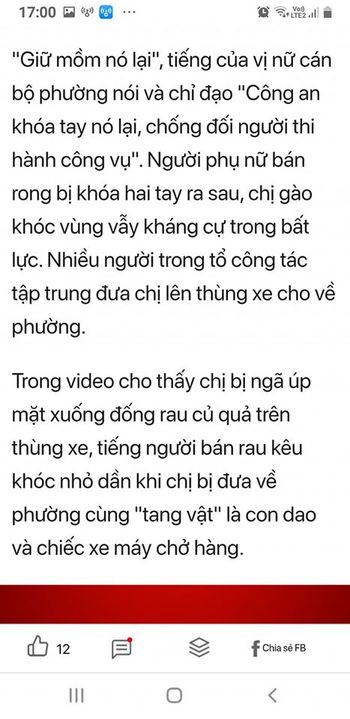 17:00
Vo))
LTE2
"Giữ mồm nó lại", tiếng của vị nữ cán
bộ phường nói và chỉ đạo "Công an
khóa tay nó lại, chống đối người thi
hành công vụ". Người phụ nữ bán
rong bị khóa hai tay ra sau, chị gào
khóc vùng vẫy kháng cự trong bất
lực. Nhiều người trong tổ công tác
tập trung đưa chị lên thùng xe cho về
phường.
Trong video cho thấy chị bị ngã úp
mặt xuống đống rau củ quả trên
thùng xe, tiếng người bán rau kêu
khóc nhỏ dần khi chị bị đưa về
phường cùng "tang vật" là con dao
và chiếc xe máy chở hàng.
12
Chia sẻ FB